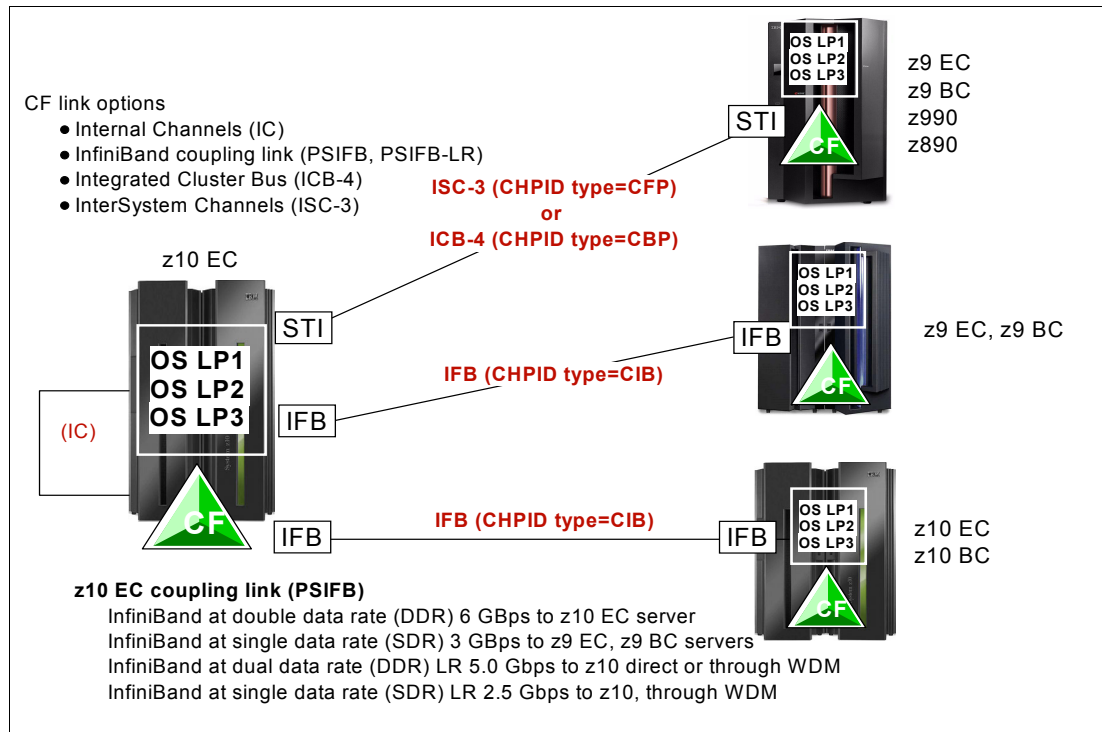 CF link options
● Internal Channels (IC)
● InfiniBand coupling link (PSIFB, PSIFB-LR)
● Integrated Cluster Bus (ICB-4)
● InterSystem Channels (ISC-3)
OS LP1
OS LP2
OS LP3
STI
CF
z9 EC
z9 BC
z990
z890
ISC-3 (CHPID type=CFP)
or
ICB-4 (CHPID type=CBP)
z10 EC
STI
OS LP1
OS LP2
OS LP3
(IC)
IFB
CF
IFB
IFB (CHPID type=CIB)
OS LP1
OS LP2
OS LP3
IFB
CF
z9 EC, z9 BC
IFB (CHPID type=CIB)
IFB
OS LP1
OS LP2
OS LP3
CF
z10 EC
z10 BC
z10 EC coupling link (PSIFB)
InfiniBand at double data rate (DDR) 6 GBps to z10 EC server
InfiniBand at single data rate (SDR) 3 GBps to z9 EC, z9 BC servers
InfiniBand at dual data rate (DDR) LR 5.0 Gbps to z10 direct or through WDM
InfiniBand at single data rate (SDR) LR 2.5 Gbps to z10, through WDM